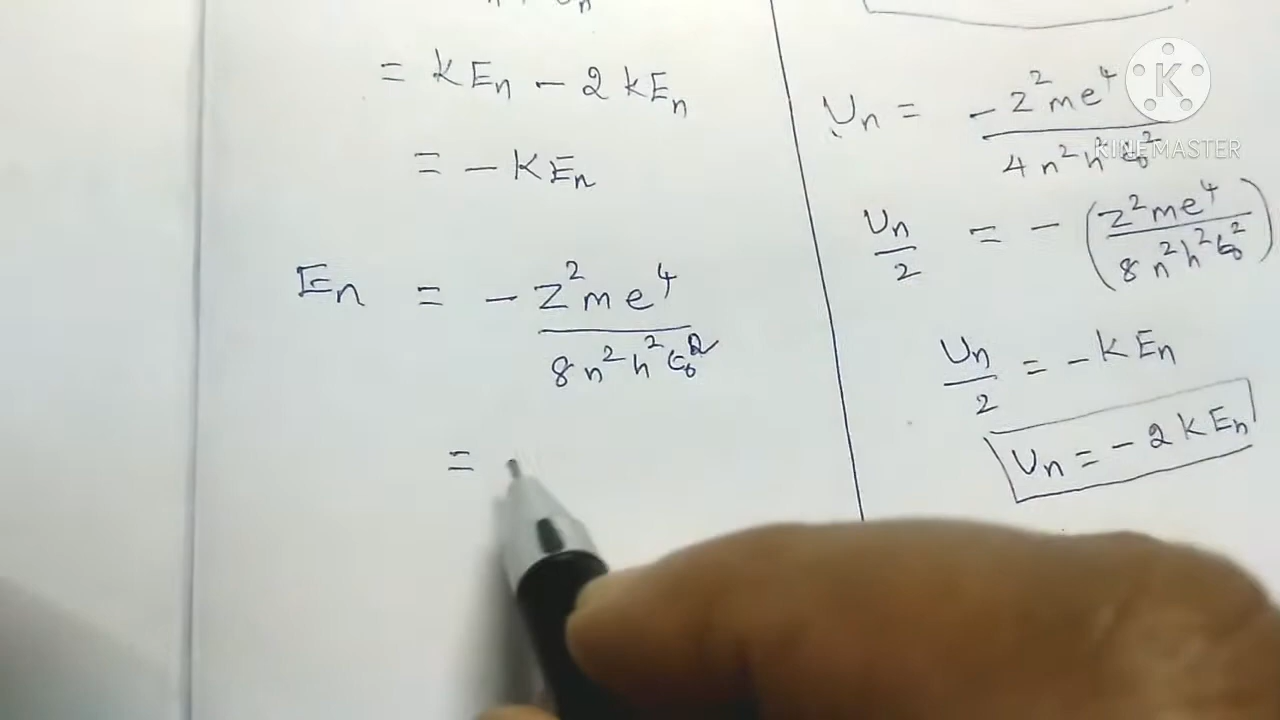 = KEₙ − 2KEₙ
= − KEₙ
Eₙ = − Z²me⁴ / 8n²h²ε₀²
=
Uₙ = − Z²me⁴ / 4n²h²ε₀²
Uₙ / 2 = − (Z²me⁴ / 8n²h²ε₀²)
Uₙ / 2 = − KEₙ
Uₙ = − 2KEₙ
K
KINEMASTER